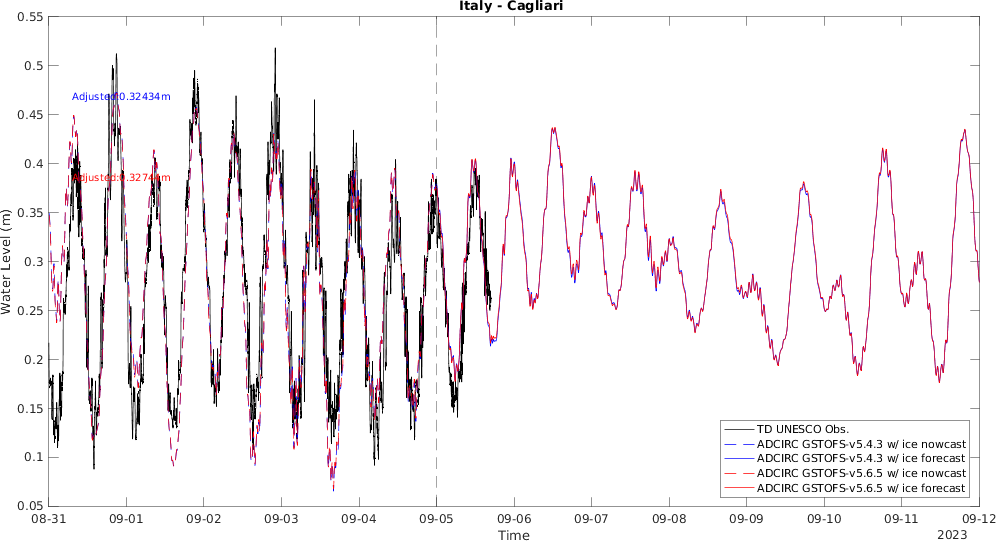 Italy - Cagliari
0.55
0.5
0.45
0.4
0.35
0.3
0.25
0.2
0.15
0.1
0.05
Water Level (m)
Adjusted:0.32434m
Adjusted:0.32744m
TD UNESCO Obs.
ADCIRC GSTOFS-v5.4.3 w/ ice nowcast
ADCIRC GSTOFS-v5.4.3 w/ ice forecast
ADCIRC GSTOFS-v5.6.5 w/ ice nowcast
ADCIRC GSTOFS-v5.6.5 w/ ice forecast
08-31 09-01 09-02 09-03 09-04 09-05 09-06 09-07 09-08 09-09 09-10 09-11 09-12
Time
2023